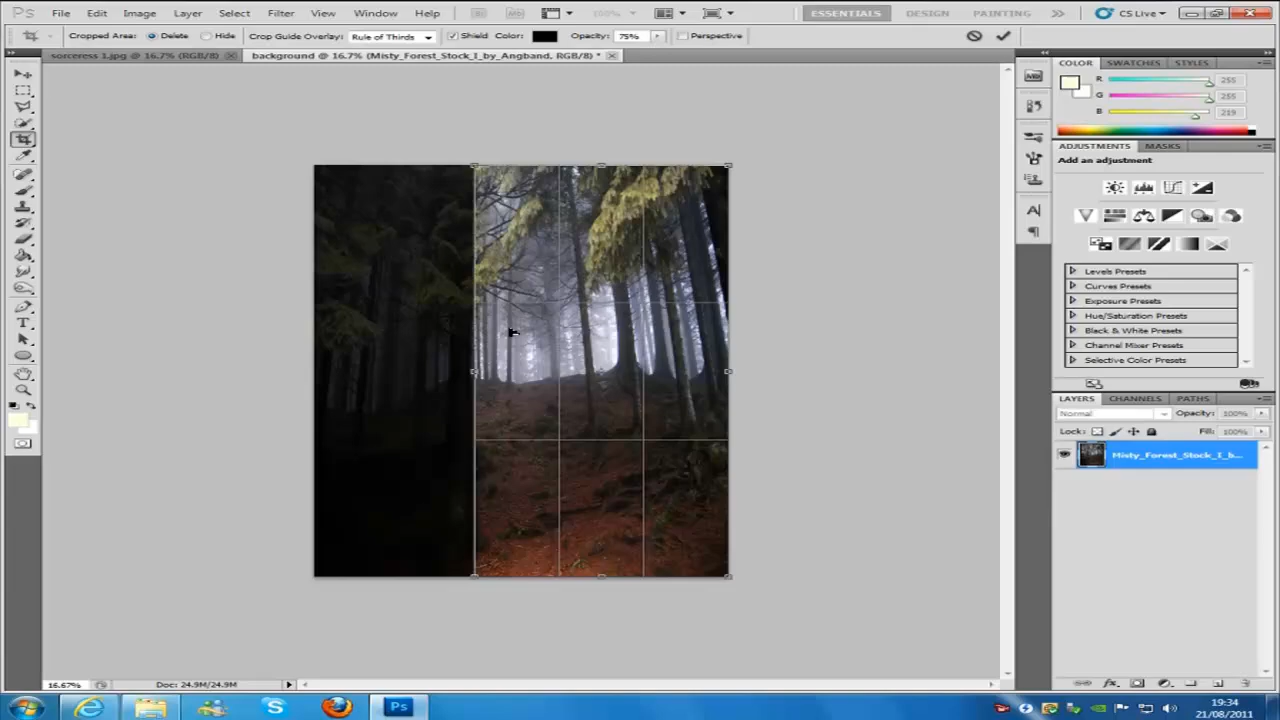 Ps File Edit Image Layer Select Filter View Window Help Br Mb 100% ESSENTIALS DESIGN PAINTING CS Live
Cropped Area: Delete Hide Crop Guide Overlay: Rule of Thirds Shield Color: Opacity: 75% Perspective
sorceress 1.jpg @ 16.7% (RGB/8) background @ 16.7% (Misty_Forest_Stock_I_by_Angband, RGB/8) *
COLOR SWATCHES STYLES
R 255
G 255
B 219
ADJUSTMENTS MASKS
Add an adjustment
Levels Presets
Curves Presets
Exposure Presets
Hue/Saturation Presets
Black & White Presets
Channel Mixer Presets
Selective Color Presets
LAYERS CHANNELS PATHS
Normal Opacity: 100%
Lock: Fill: 100%
Misty_Forest_Stock_I_b...
16.67% Doc: 24.9M/24.9M
Ps
19:34
21/08/2011